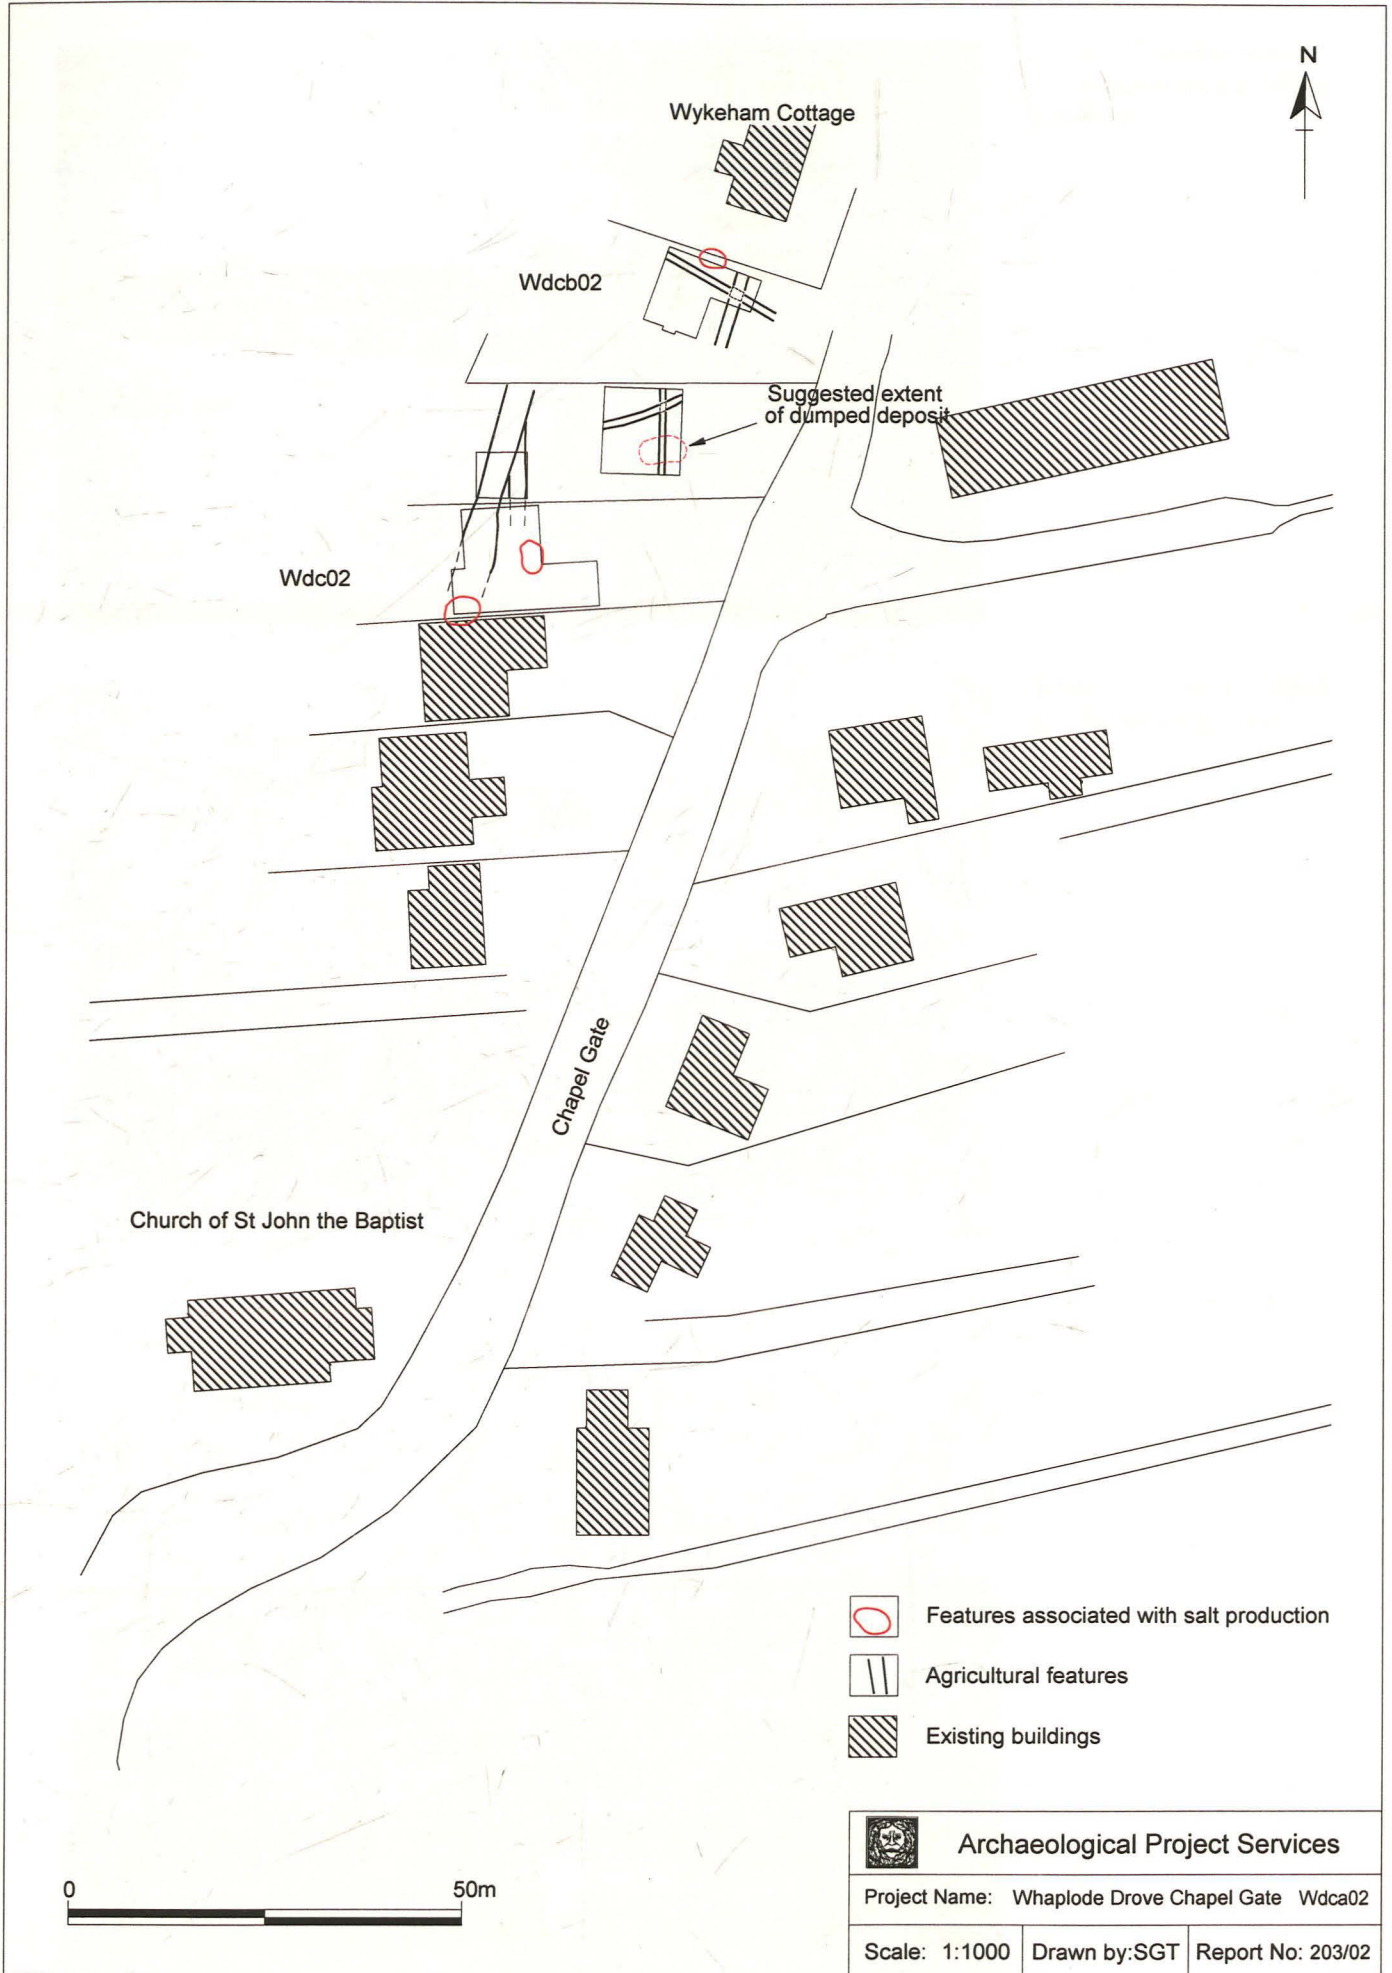 N
Wykeham Cottage
Wdcb02
Suggested extent
of dumped deposit
Wdc02
Chapel Gate
Church of St John the Baptist
Features associated with salt production
Agricultural features
Existing buildings
0 50m
Archaeological Project Services
Project Name: Whaplode Drove Chapel Gate Wdca02
Scale: 1:1000 Drawn by:SGT Report No: 203/02